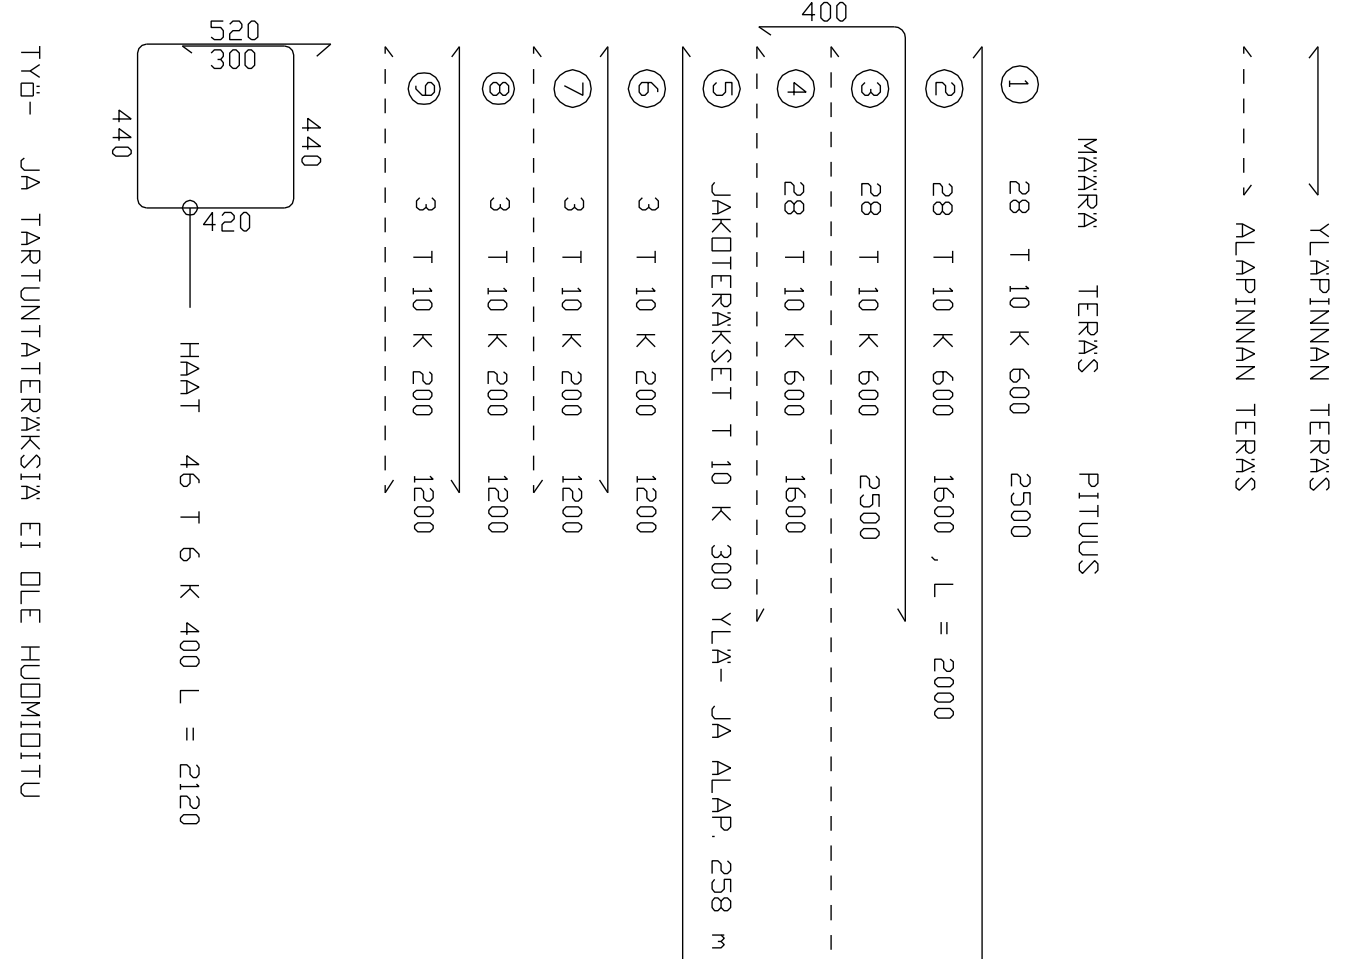 YLÄPINNAN TERÄS
ALAPINNAN TERÄS
MÄÄRÄ TERÄS PITUUS
1 28 T 10 K 600 2500
2 28 T 10 K 600 1600 , L = 2000
400
3 28 T 10 K 600 2500
4 28 T 10 K 600 1600
5 JAKOTERÄKSET T 10 K 300 YLÄ- JA ALAP. 258 m
6 3 T 10 K 200 1200
7 3 T 10 K 200 1200
8 3 T 10 K 200 1200
9 3 T 10 K 200 1200
520
300
440
440
420
HAAT 46 T 6 K 400 L = 2120
TYÖ- JA TARTUNTATERÄKSIÄ EI OLE HUOMIOITU